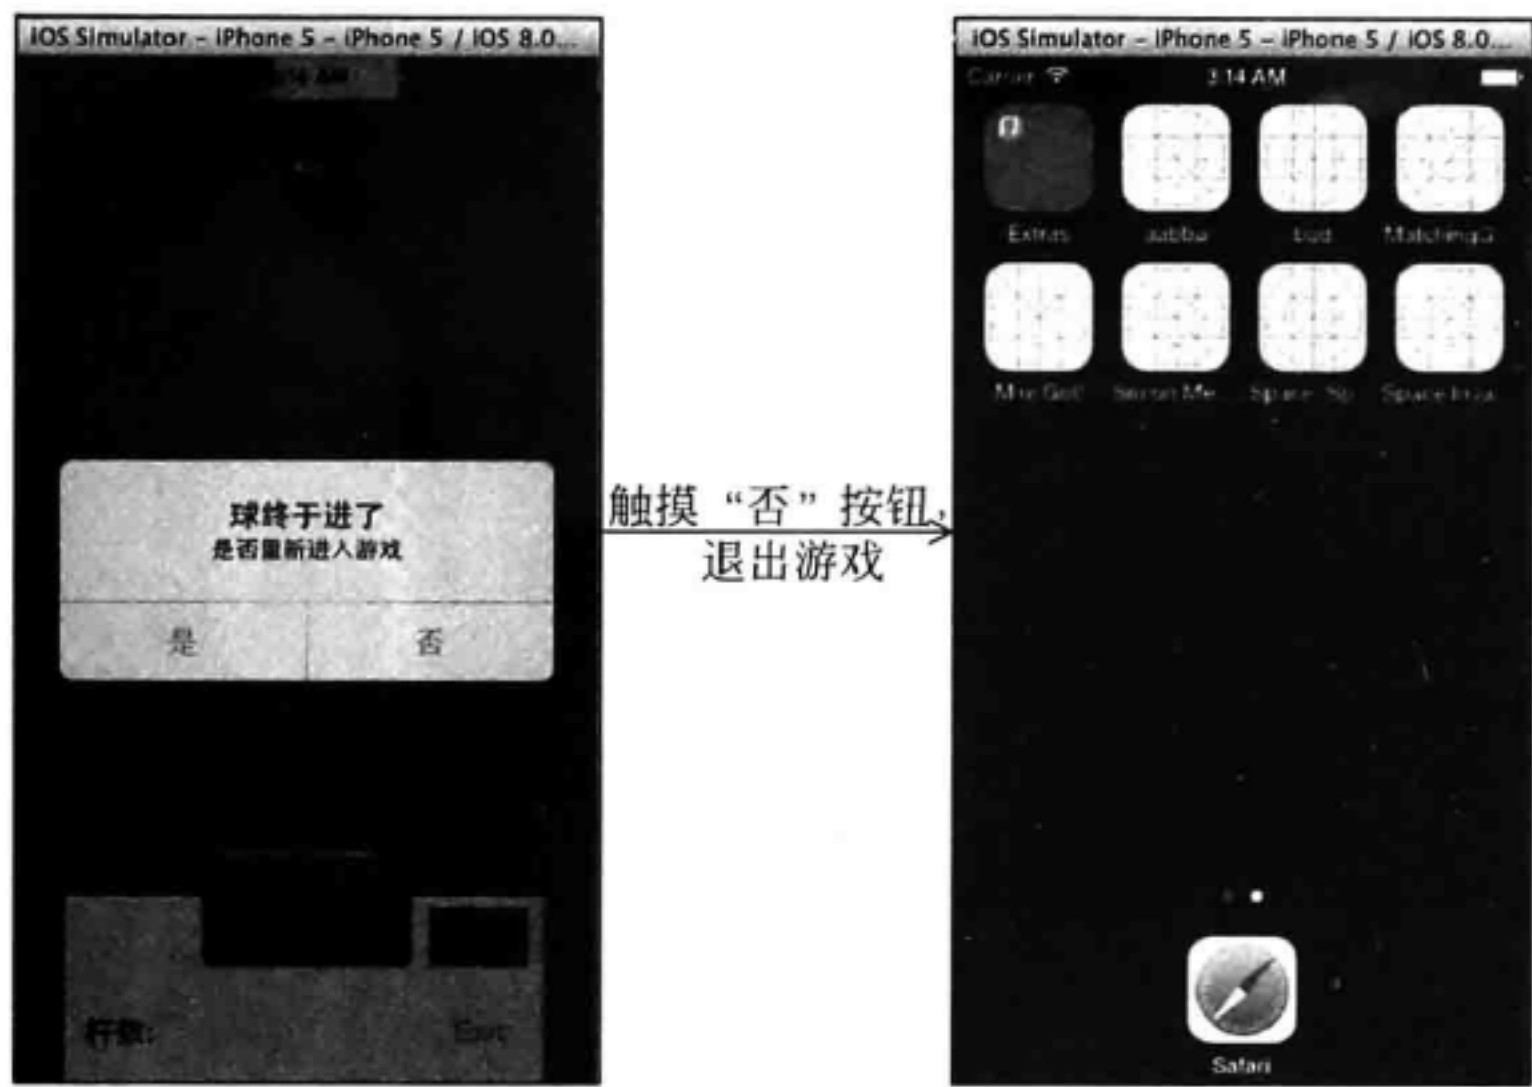 iOS Simulator - iPhone 5 - iPhone 5 / iOS 8.0...
球终于进了
是否重新进入游戏
是 否
杆数: Exit
触摸“否”按钮,
退出游戏
iOS Simulator - iPhone 5 - iPhone 5 / iOS 8.0...
Carrier 3:14 AM
Extras MatchingG...
Safari